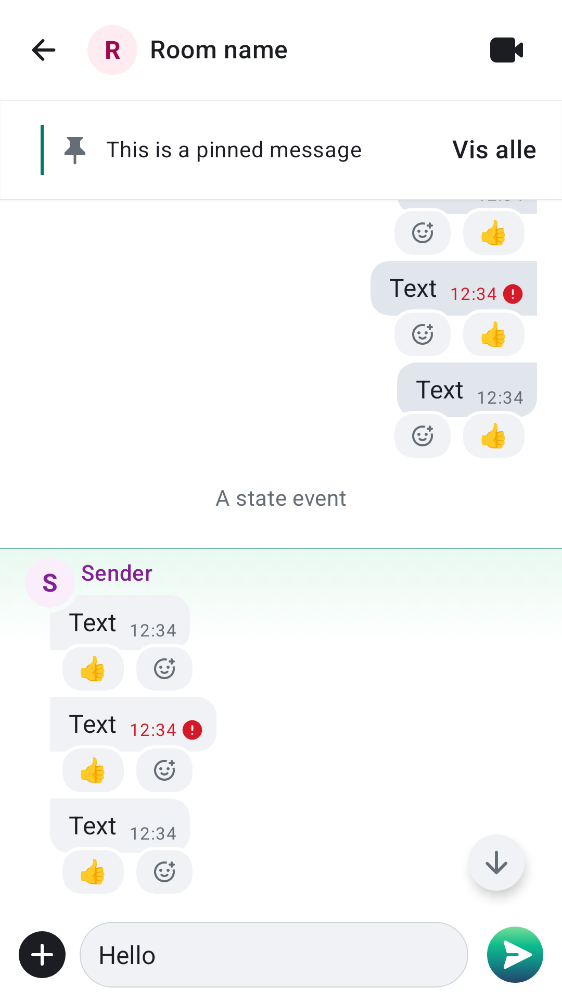 R Room name
This is a pinned message Vis alle
Text 12:34
Text 12:34
A state event
S Sender
Text 12:34
Text 12:34
Text 12:34
Hello